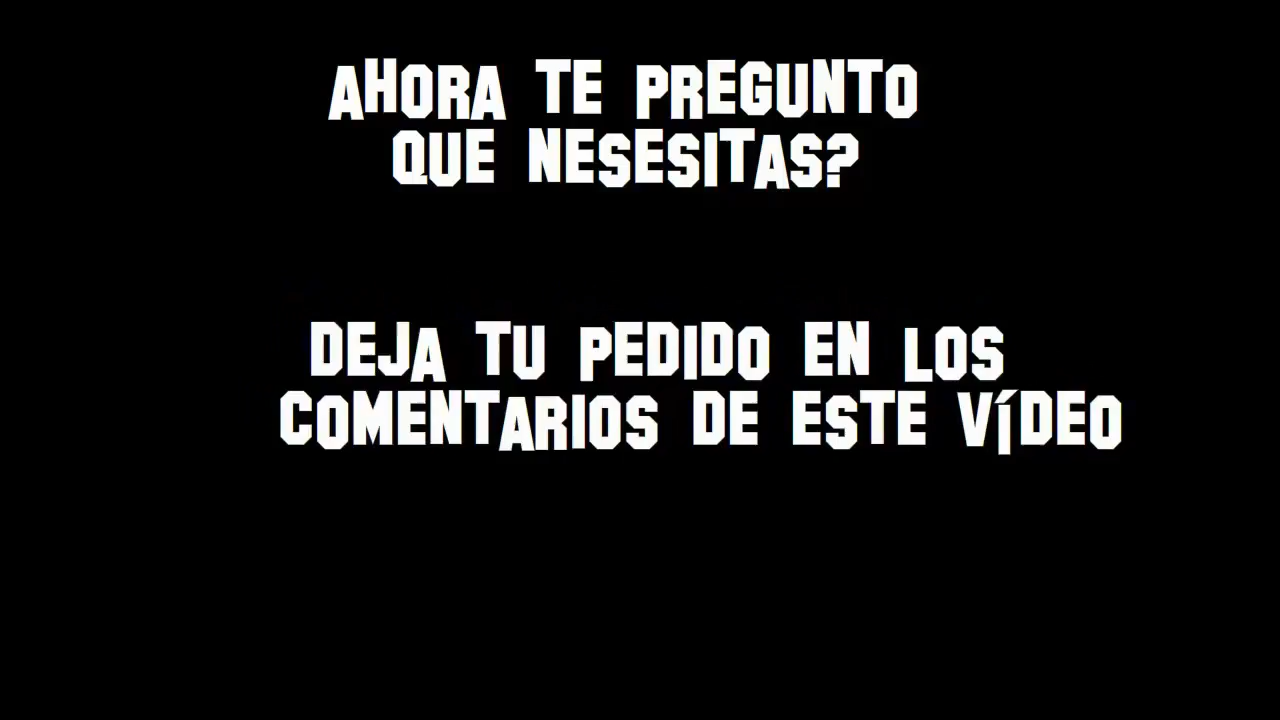 AHORA TE PREGUNTO
QUE NESESITAS?
DEJA TU PEDIDO EN LOS
COMENTARIOS DE ESTE VÍDEO